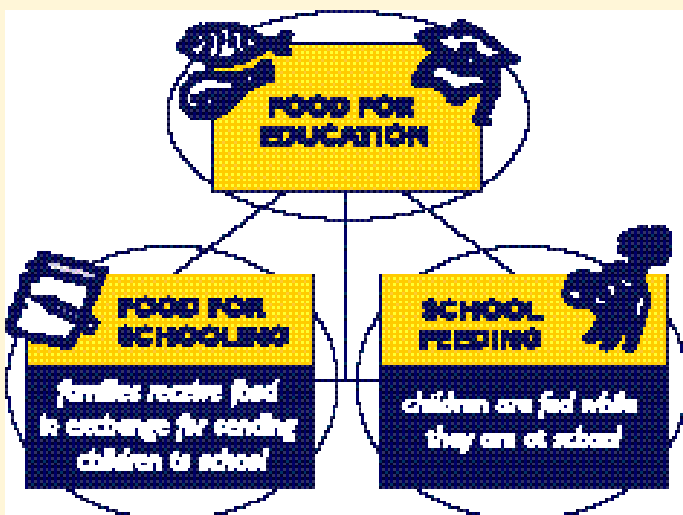 FOOD FOR
EDUCATION
FOOD FOR
SCHOOLING
families receive food
in exchange for sending
children to school
SCHOOL
FEEDING
children are fed while
they are at school